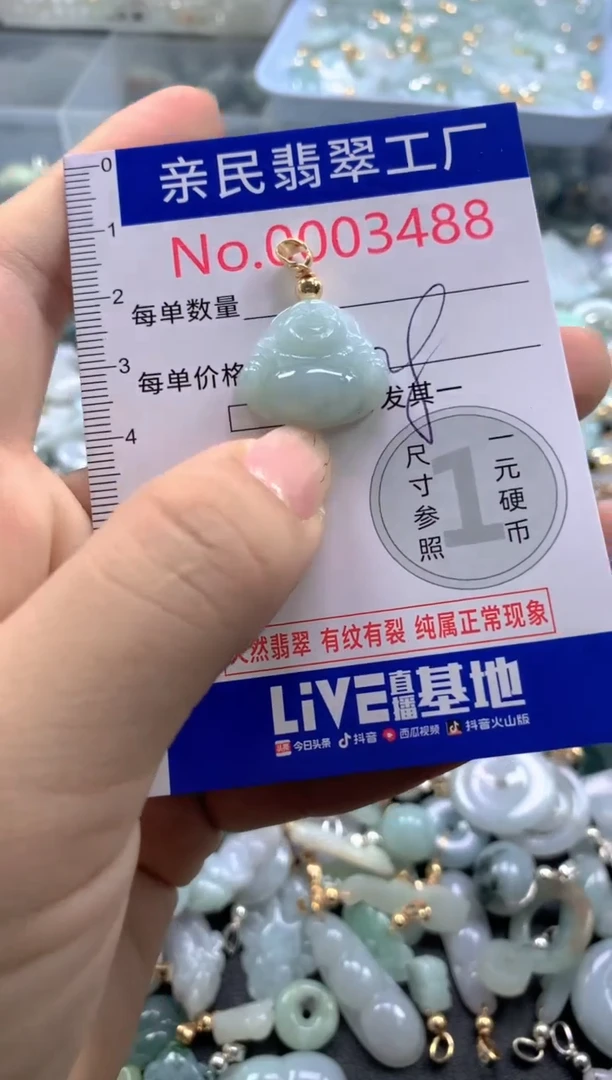 亲民翡翠工厂
No.0003488
0
1
2
3
4
每单数量
每单价格
发其一
一元硬币
1
尺寸参照
天然翡翠 有纹有裂 纯属正常现象
LiVE直播基地
头条 今日头条 抖音 西瓜视频 抖音火山版